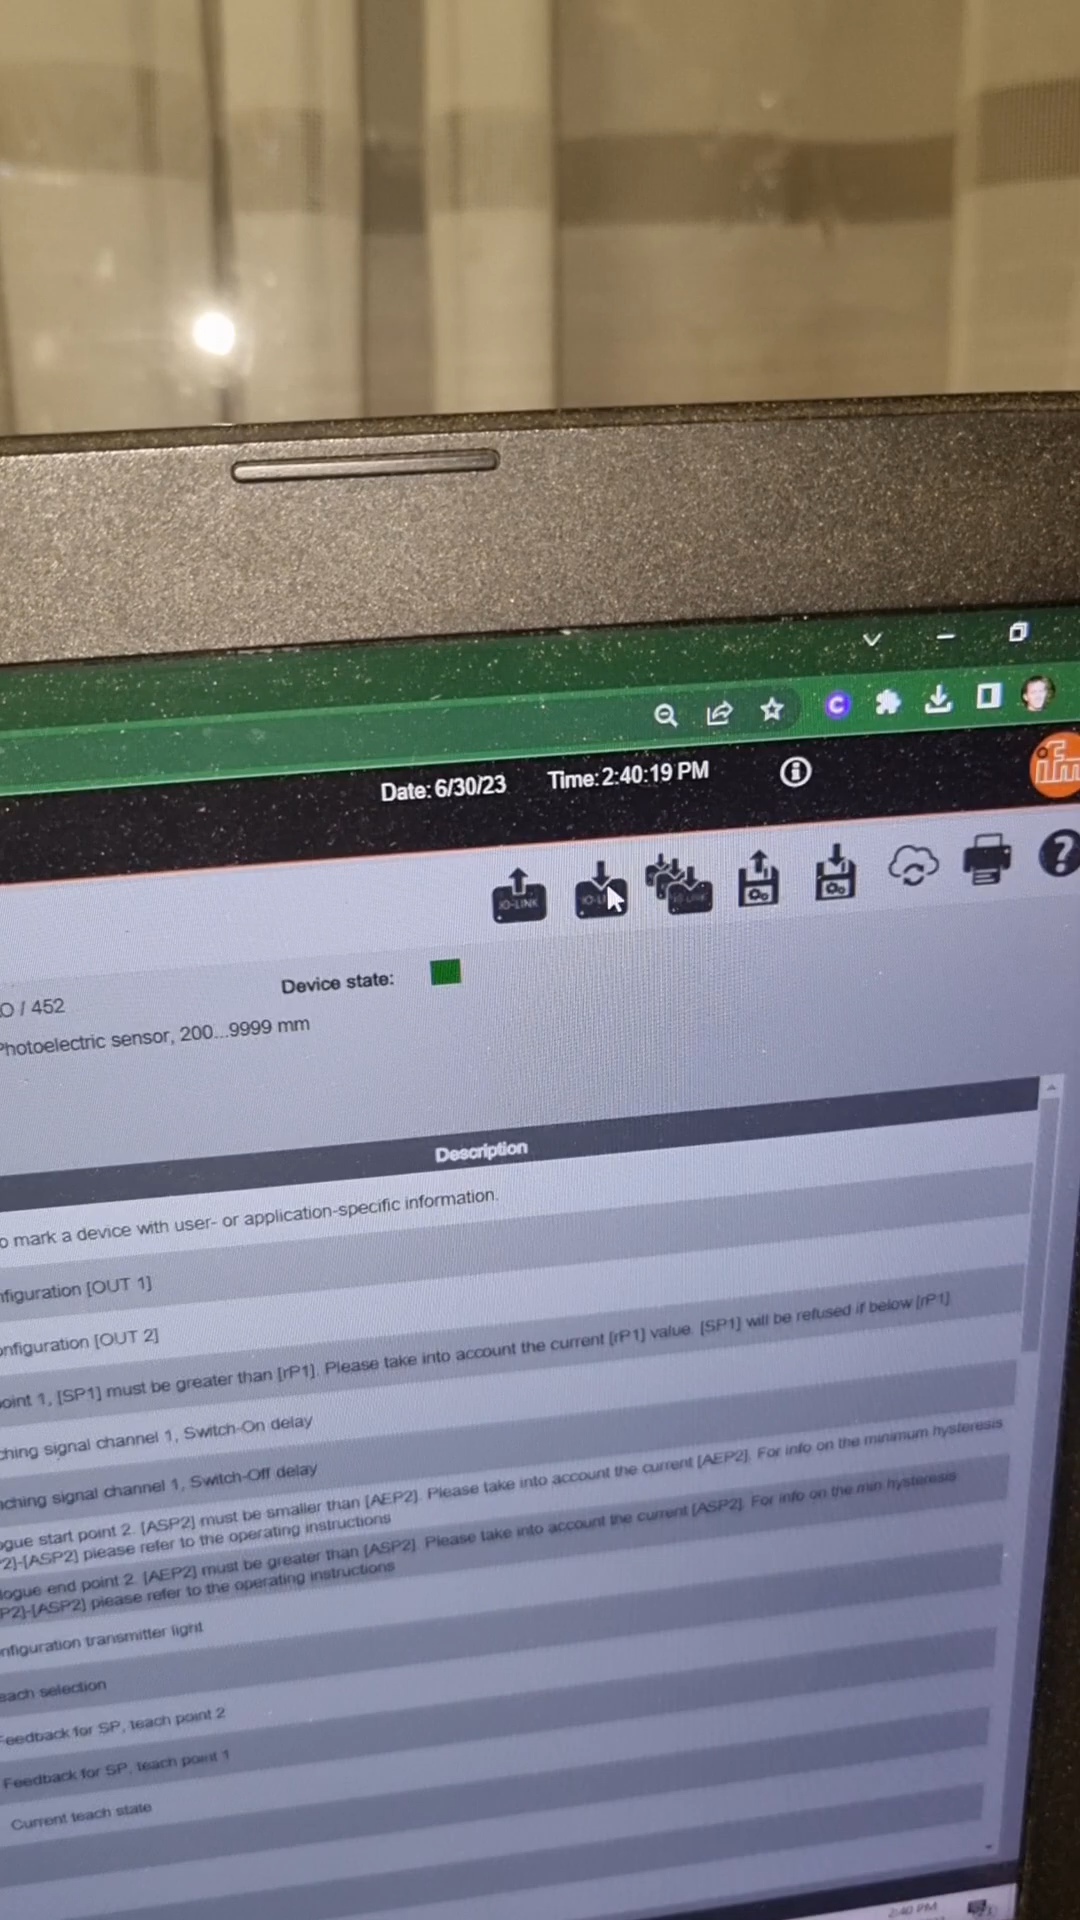 Date: 6/30/23 Time: 2:40:19 PM
ifm
IO-LINK
O / 452 Device state:
Photoelectric sensor, 200...9999 mm
Description
o mark a device with user- or application-specific information.
nfiguration [OUT 1]
onfiguration [OUT 2]
oint 1, [SP1] must be greater than [rP1]. Please take into account the current [rP1] value. [SP1] will be refused if below [rP1]
ching signal channel 1, Switch-On delay
ching signal channel 1, Switch-Off delay
ogue start point 2. [ASP2] must be smaller than [AEP2]. Please take into account the current [AEP2]. For info on the minimum hysteresis
2]-[ASP2] please refer to the operating instructions
logue end point 2. [AEP2] must be greater than [ASP2]. Please take into account the current [ASP2]. For info on the min hysteresis
P2]-[ASP2] please refer to the operating instructions
nfiguration transmitter light
each selection
Feedback for SP, teach point 2
Feedback for SP, teach point 1
Current teach state
2:40 PM